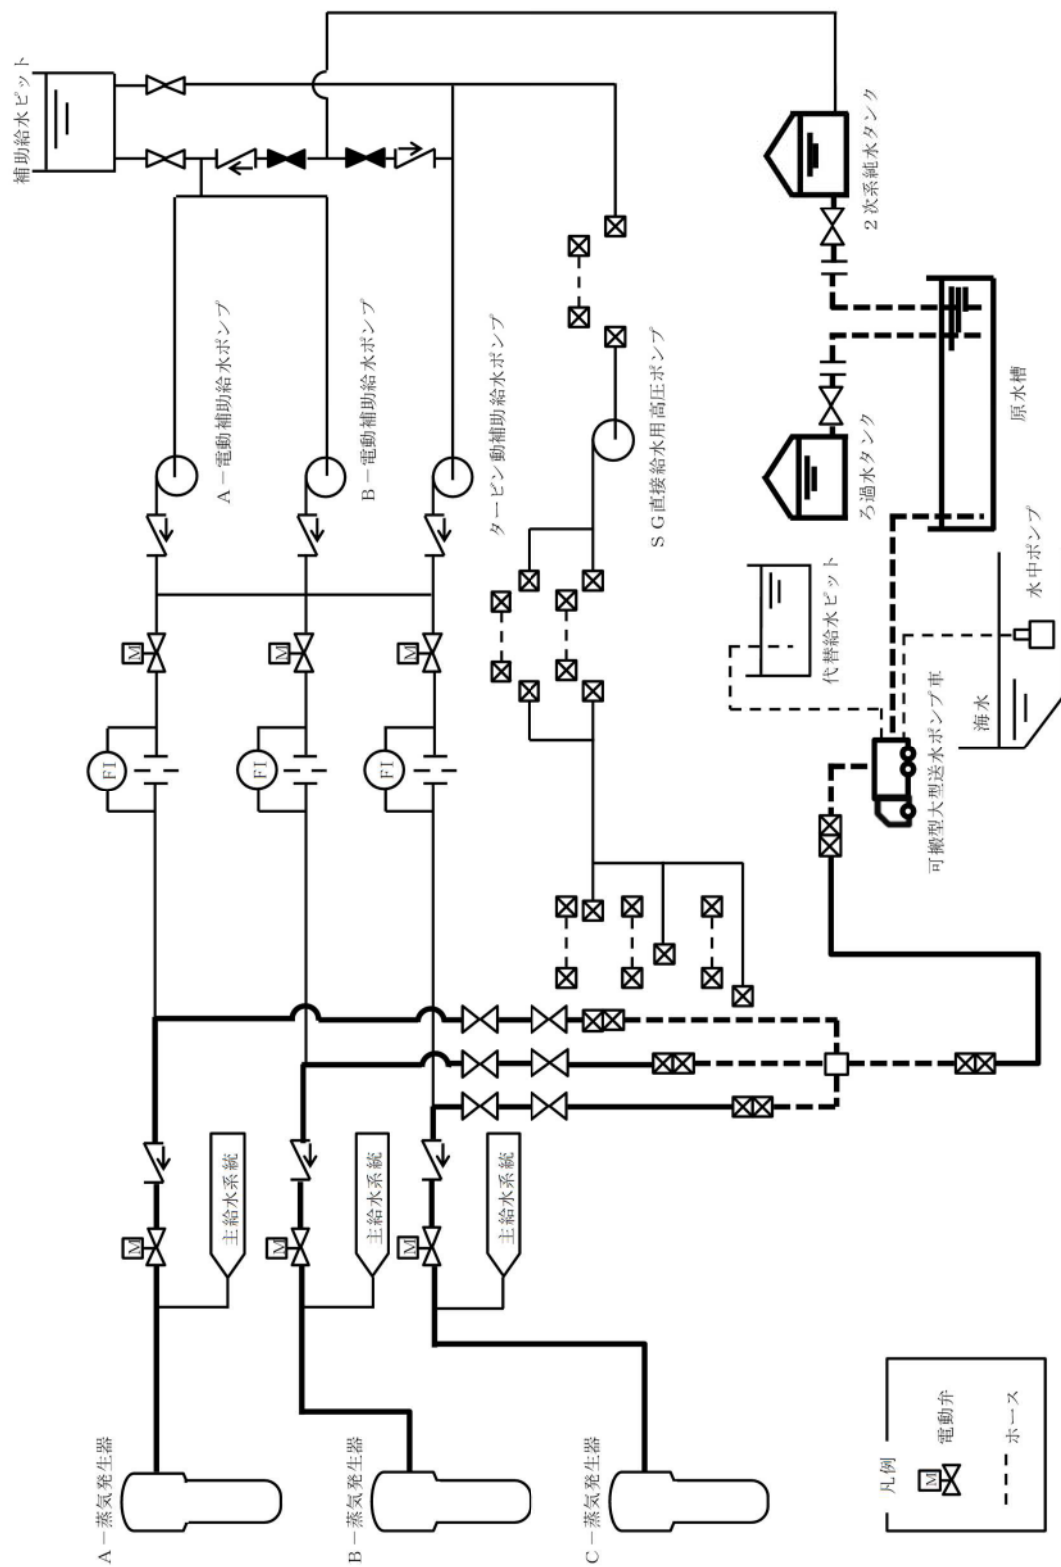 補助給水ピット
2次系純水タンク
A－電動補助給水ポンプ
B－電動補助給水ポンプ
タービン動補助給水ポンプ
SG直接給水用高圧ポンプ
ろ過水タンク
原水槽
M
M
M
代替給水ピット
水中ポンプ
海水
可搬型大型送水ポンプ車
FI
FI
FI
主給水系統
主給水系統
主給水系統
M
M
M
A－蒸気発生器
B－蒸気発生器
C－蒸気発生器
凡例
M
電動弁
ホース